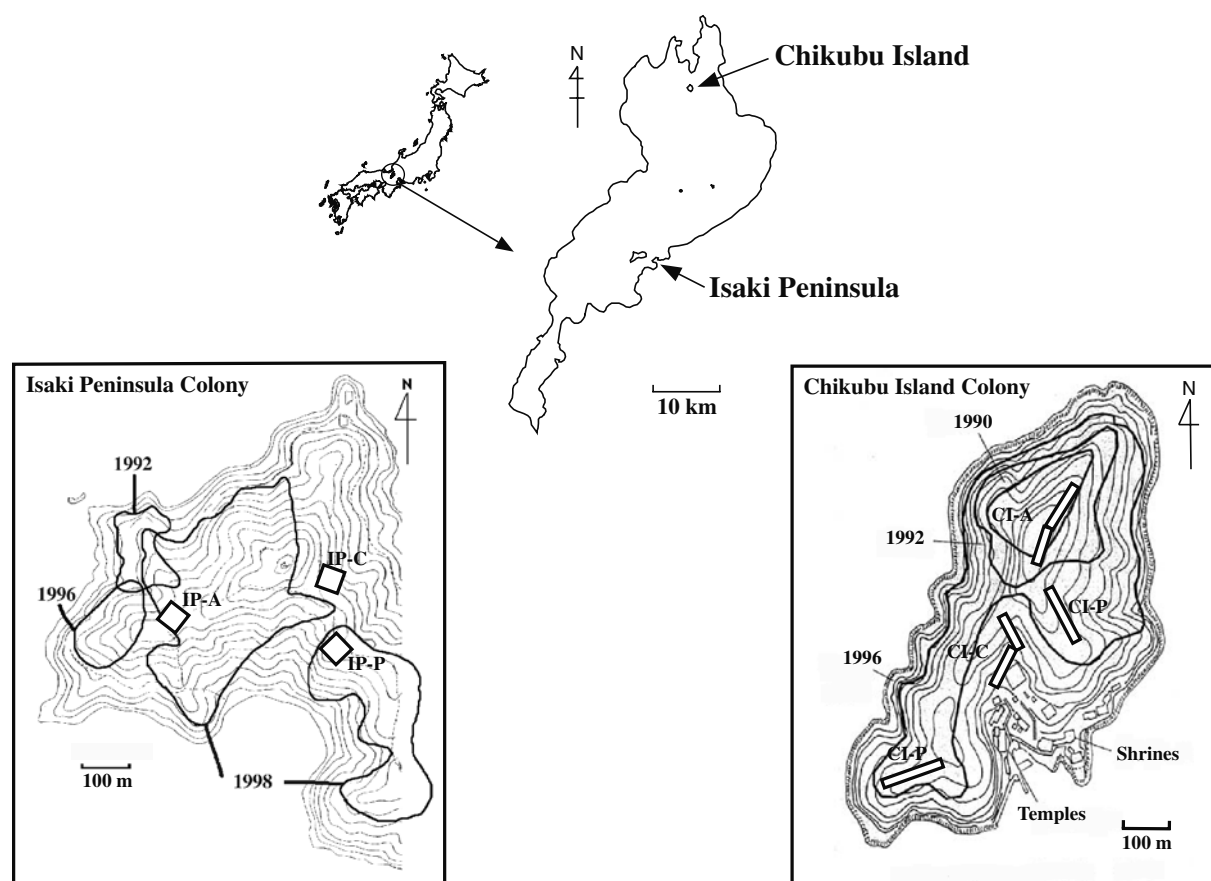 N
Chikubu Island
Isaki Peninsula
10 km
Isaki Peninsula Colony
N
1992
IP-C
1996
IP-A
IP-P
100 m
1998
Chikubu Island Colony
N
1990
CI-A
1992
CI-P
CI-C
1996
CI-P
Shrines
Temples
100 m